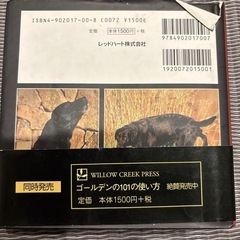 ISBN4-902017-00-8 C0072 ¥1500E
定価 本体1500円 +税
レッドハート株式会社
9784902017007
1920072015001
WILLOW CREEK PRESS
同時発売
ゴールデンの101の使い方 絶賛発売中
定価 本体1500円+税